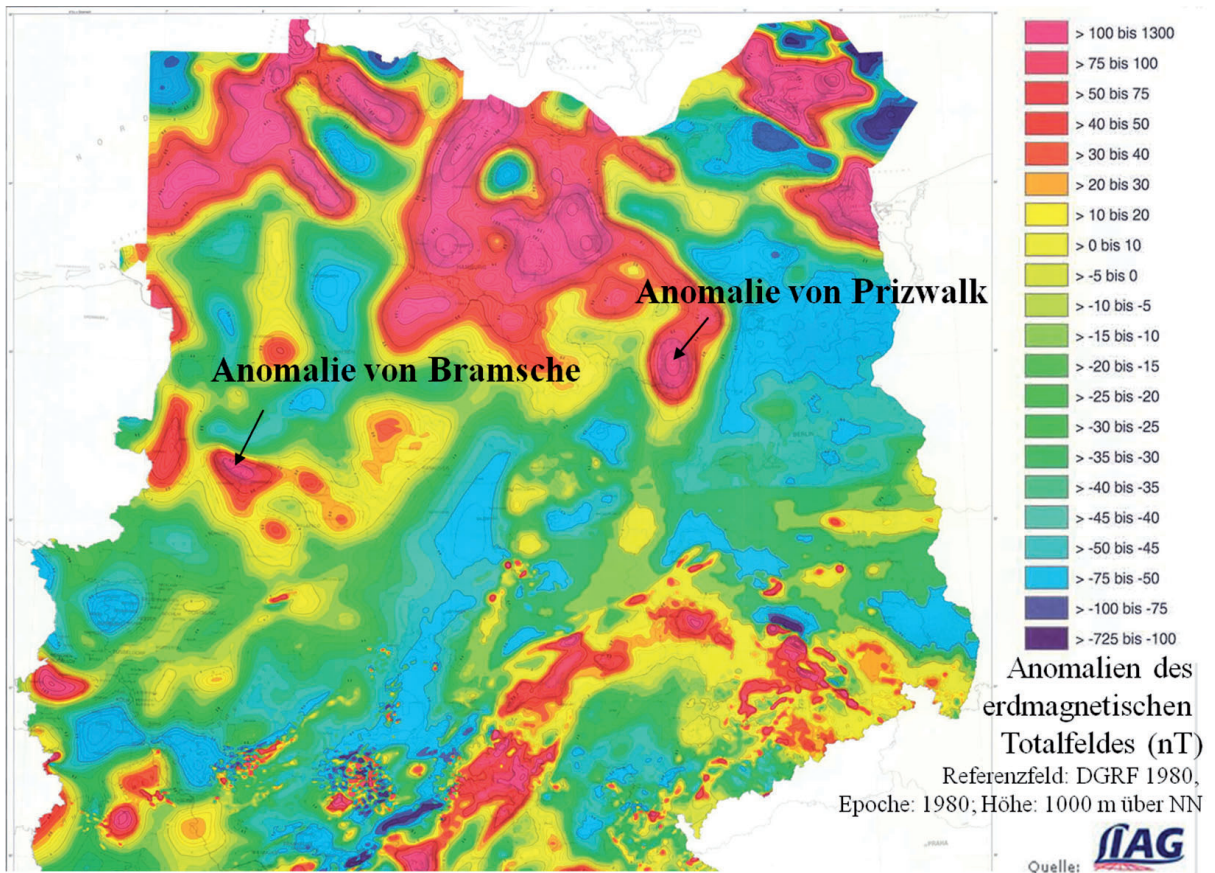 > 100 bis 1300
> 75 bis 100
> 50 bis 75
> 40 bis 50
> 30 bis 40
> 20 bis 30
> 10 bis 20
> 0 bis 10
> -5 bis 0
> -10 bis -5
> -15 bis -10
> -20 bis -15
> -25 bis -20
> -30 bis -25
> -35 bis -30
> -40 bis -35
> -45 bis -40
> -50 bis -45
> -75 bis -50
> -100 bis -75
> -725 bis -100
Anomalie von Prizwalk
Anomalie von Bramsche
HAMBURG
BERLIN
Anomalien des
erdmagnetischen
Totalfeldes (nT)
Referenzfeld: DGRF 1980,
Epoche: 1980; Höhe: 1000 m über NN
PRAHA
Quelle:
LIAG